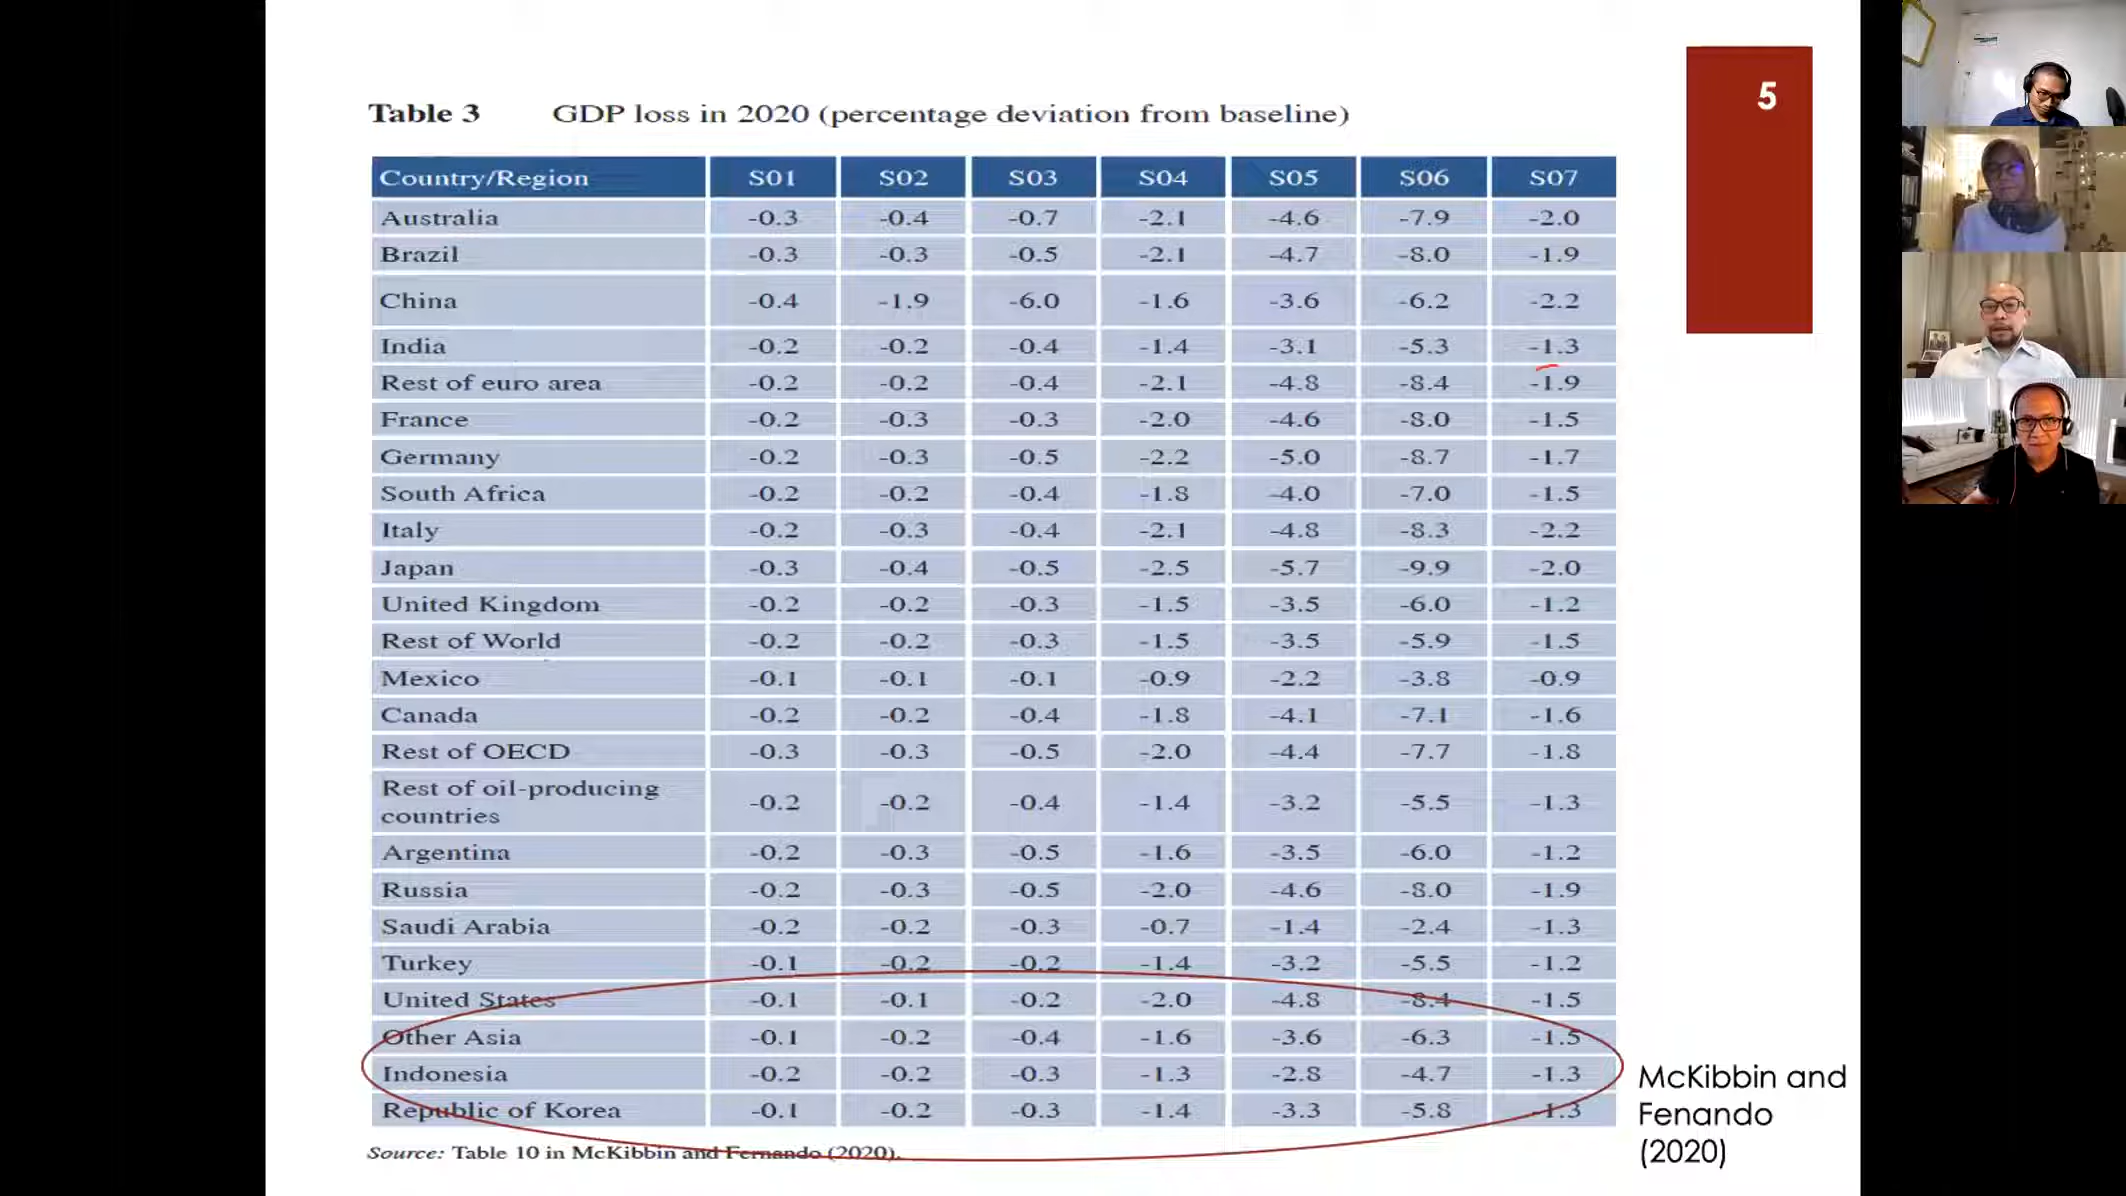 5
Table 3 GDP loss in 2020 (percentage deviation from baseline)
Country/Region S01 S02 S03 S04 S05 S06 S07
Australia -0.3 -0.4 -0.7 -2.1 -4.6 -7.9 -2.0
Brazil -0.3 -0.3 -0.5 -2.1 -4.7 -8.0 -1.9
China -0.4 -1.9 -6.0 -1.6 -3.6 -6.2 -2.2
India -0.2 -0.2 -0.4 -1.4 -3.1 -5.3 -1.3
Rest of euro area -0.2 -0.2 -0.4 -2.1 -4.8 -8.4 -1.9
France -0.2 -0.3 -0.3 -2.0 -4.6 -8.0 -1.5
Germany -0.2 -0.3 -0.5 -2.2 -5.0 -8.7 -1.7
South Africa -0.2 -0.2 -0.4 -1.8 -4.0 -7.0 -1.5
Italy -0.2 -0.3 -0.4 -2.1 -4.8 -8.3 -2.2
Japan -0.3 -0.4 -0.5 -2.5 -5.7 -9.9 -2.0
United Kingdom -0.2 -0.2 -0.3 -1.5 -3.5 -6.0 -1.2
Rest of World -0.2 -0.2 -0.3 -1.5 -3.5 -5.9 -1.5
Mexico -0.1 -0.1 -0.1 -0.9 -2.2 -3.8 -0.9
Canada -0.2 -0.2 -0.4 -1.8 -4.1 -7.1 -1.6
Rest of OECD -0.3 -0.3 -0.5 -2.0 -4.4 -7.7 -1.8
Rest of oil-producing
countries -0.2 -0.2 -0.4 -1.4 -3.2 -5.5 -1.3
Argentina -0.2 -0.3 -0.5 -1.6 -3.5 -6.0 -1.2
Russia -0.2 -0.3 -0.5 -2.0 -4.6 -8.0 -1.9
Saudi Arabia -0.2 -0.2 -0.3 -0.7 -1.4 -2.4 -1.3
Turkey -0.1 -0.2 -0.2 -1.4 -3.2 -5.5 -1.2
United States -0.1 -0.1 -0.2 -2.0 -4.8 -8.4 -1.5
Other Asia -0.1 -0.2 -0.4 -1.6 -3.6 -6.3 -1.5
Indonesia -0.2 -0.2 -0.3 -1.3 -2.8 -4.7 -1.3
Republic of Korea -0.1 -0.2 -0.3 -1.4 -3.3 -5.8 -1.3
Source: Table 10 in McKibbin and Fernando (2020).
McKibbin and
Fenando
(2020)